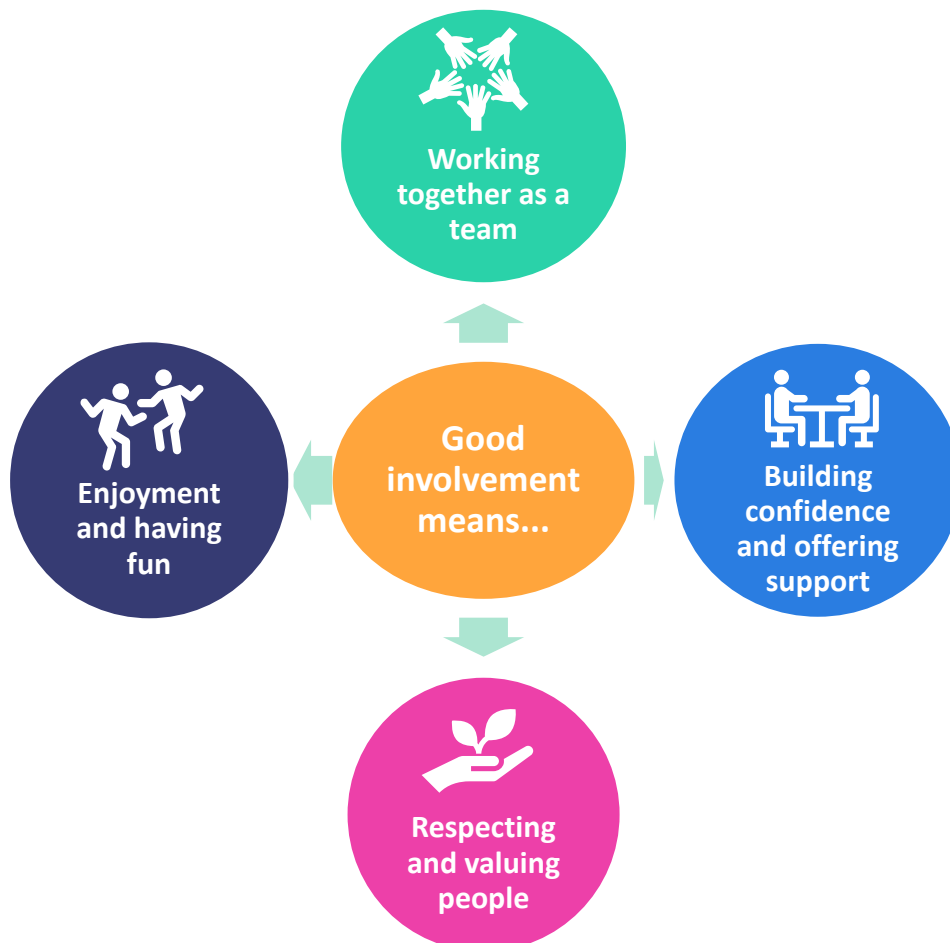 Working
together as a
team
Good
involvement
means...
Enjoyment
and having
fun
Building
confidence
and offering
support
Respecting
and valuing
people